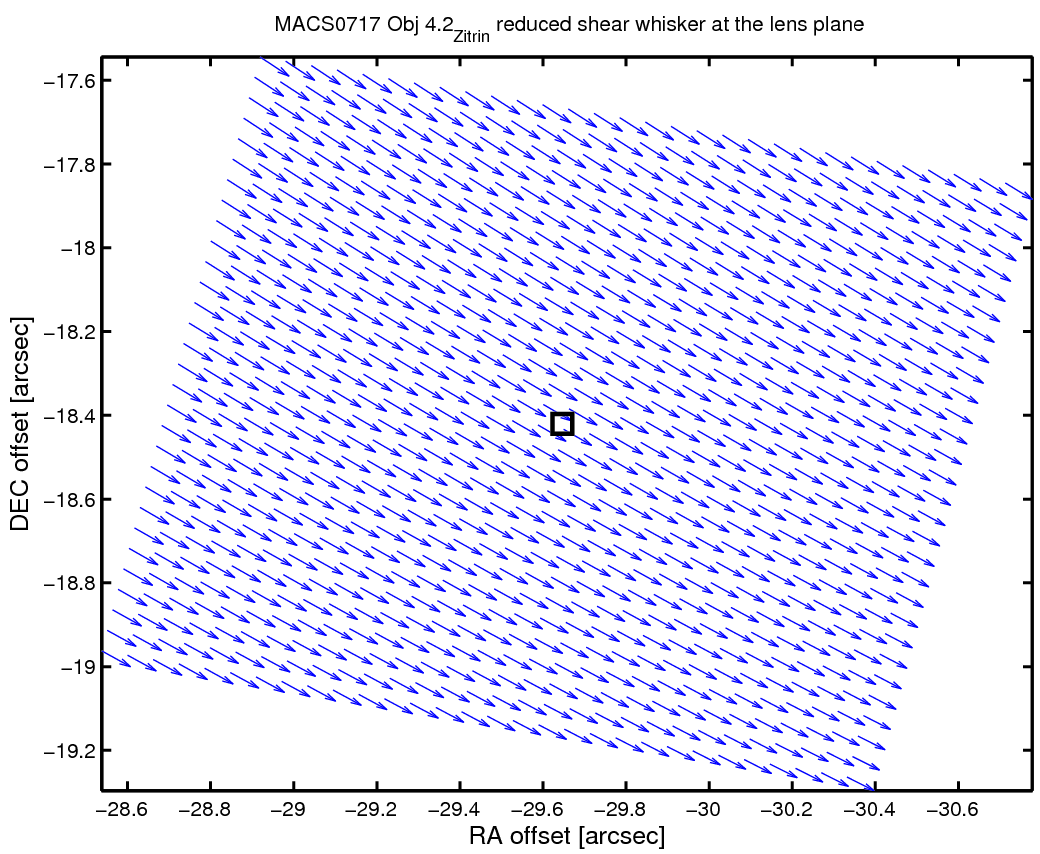 MACS0717 Obj 4.2Zitrin reduced shear whisker at the lens plane
−17.6
−17.8
−18
−18.2
−18.4
−18.6
−18.8
−19
−19.2
DEC offset [arcsec]
−28.6 −28.8 −29 −29.2 −29.4 −29.6 −29.8 −30 −30.2 −30.4 −30.6
RA offset [arcsec]